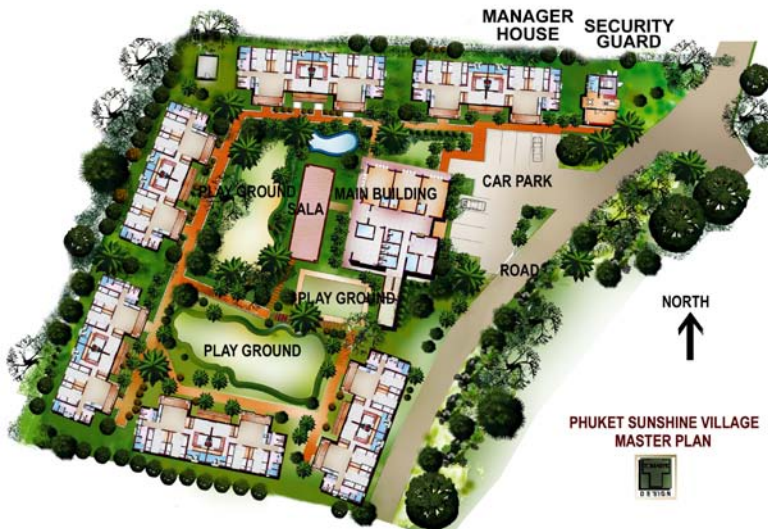 MANAGER
HOUSE
SECURITY
GUARD
PLAY GROUND
SALA
MAIN BUILDING
CAR PARK
ROAD
PLAY GROUND
PLAY GROUND
NORTH
PHUKET SUNSHINE VILLAGE
MASTER PLAN
DESIGN